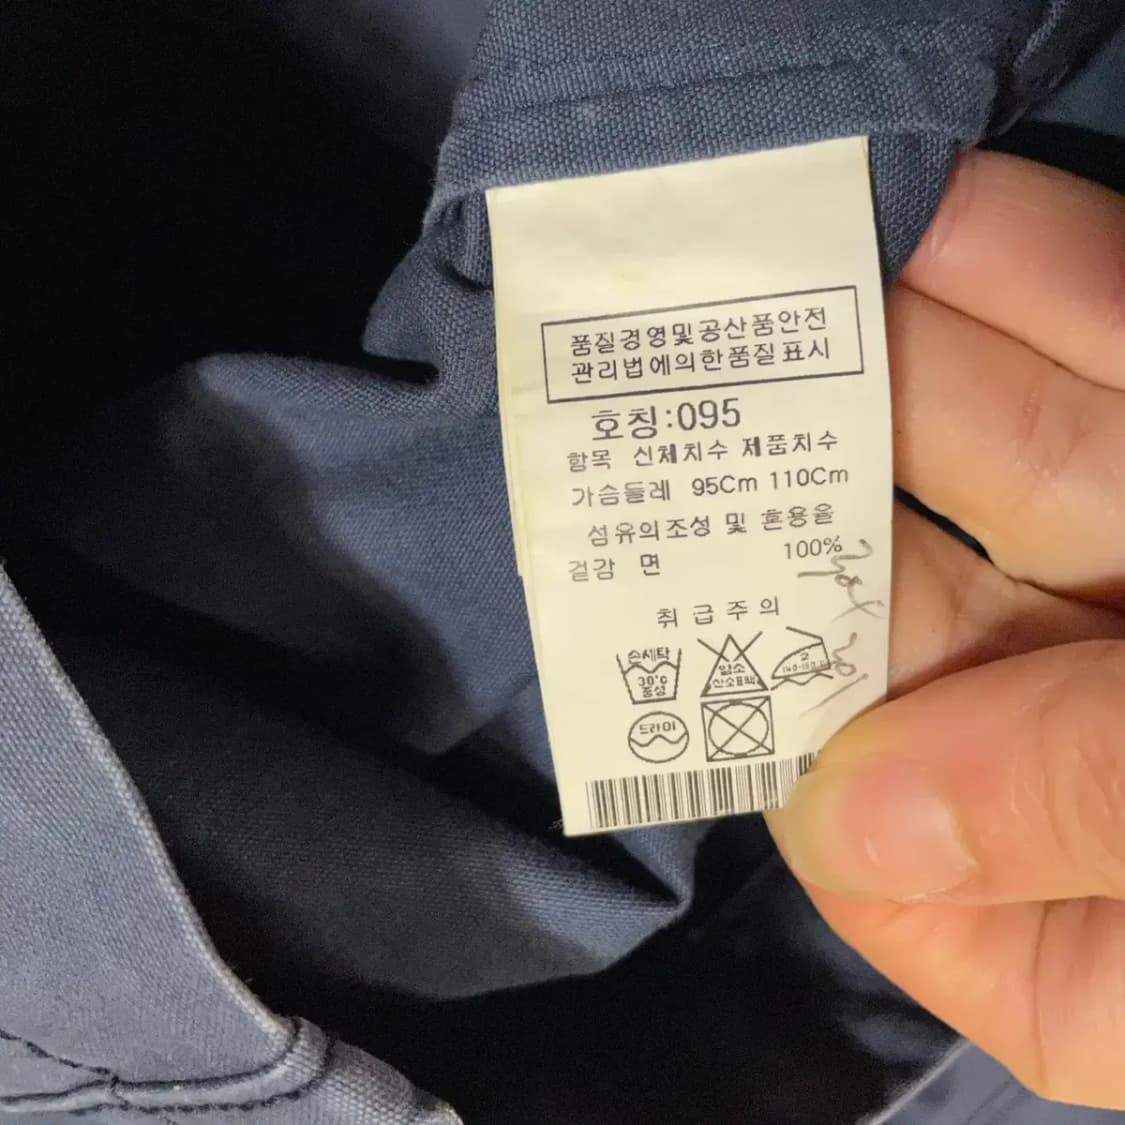 품질경영및공산품안전
관리법에의한품질표시
호칭:095
항목 신체치수 제품치수
가슴둘레 95Cm 110Cm
섬유의조성 및 혼용율
겉감 면 100%
취급주의
손세탁
30°C
중성
염소
산소표백
2
140-160°C
드라이